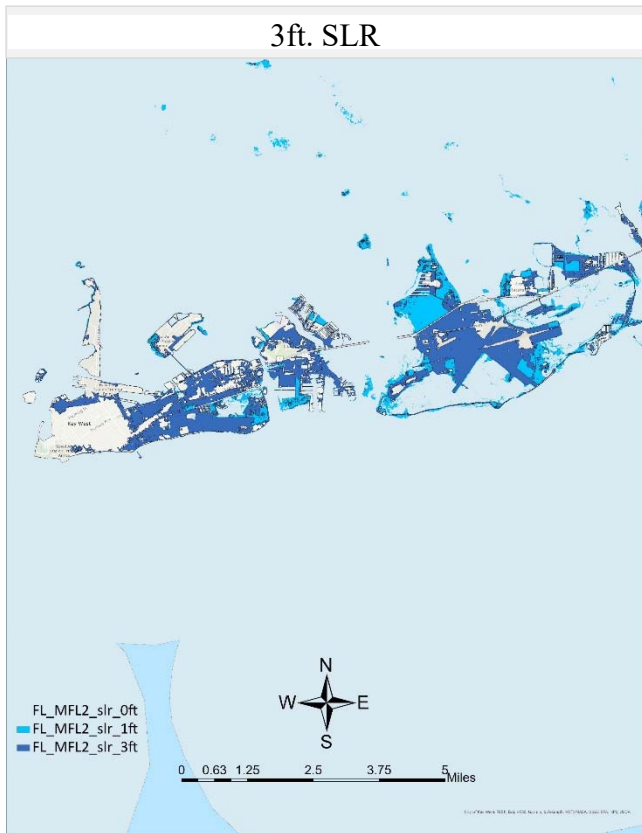 3ft. SLR
Key West
N
W E
S
FL_MFL2_slr_0ft
FL_MFL2_slr_1ft
FL_MFL2_slr_3ft
0 0.63 1.25 2.5 3.75 5
Miles